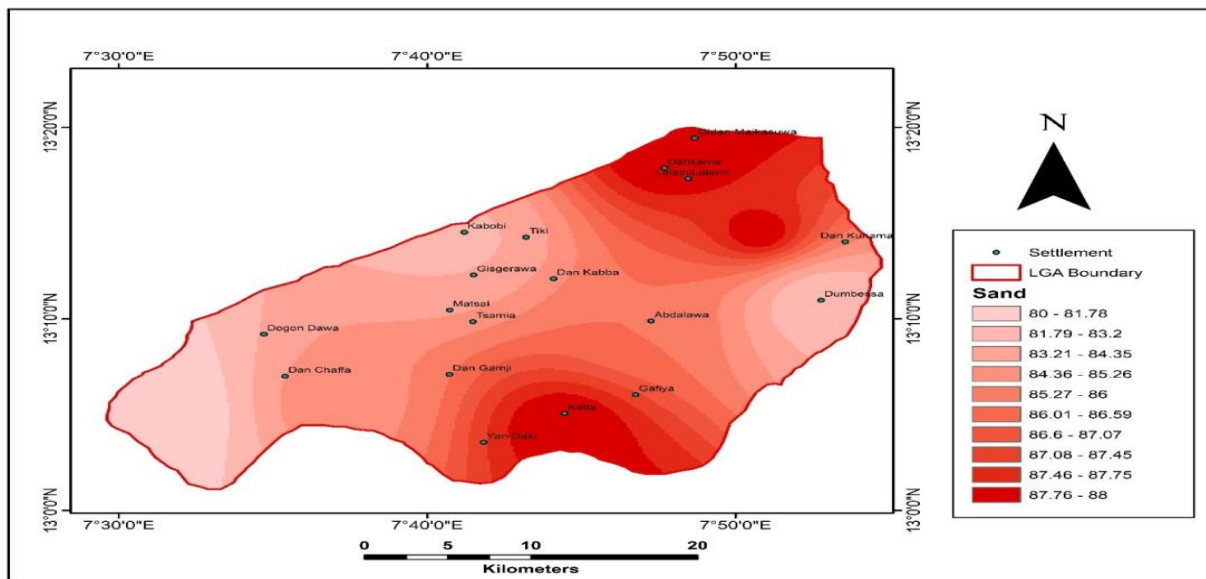 7°30'0"E 7°40'0"E 7°50'0"E
N
13°20'0"N 13°20'0"N
Gidan Maikasuwa
Dankama
Kabobi
Tiki
Dan Kunama
Gisgerawa
Dan Kabba
Dumbessa
Matsai
13°10'0"N 13°10'0"N
Tsamia
Abdalawa
Dogon Dawa
Dan Chaffa
Dan Gamji
Gafiya
Kaita
Yan Daki
13°0'0"N 13°0'0"N
7°30'0"E 7°40'0"E 7°50'0"E
0 5 10 20
Kilometers
Settlement
LGA Boundary
Sand
80 - 81.78
81.79 - 83.2
83.21 - 84.35
84.36 - 85.26
85.27 - 86
86.01 - 86.59
86.6 - 87.07
87.08 - 87.45
87.46 - 87.75
87.76 - 88